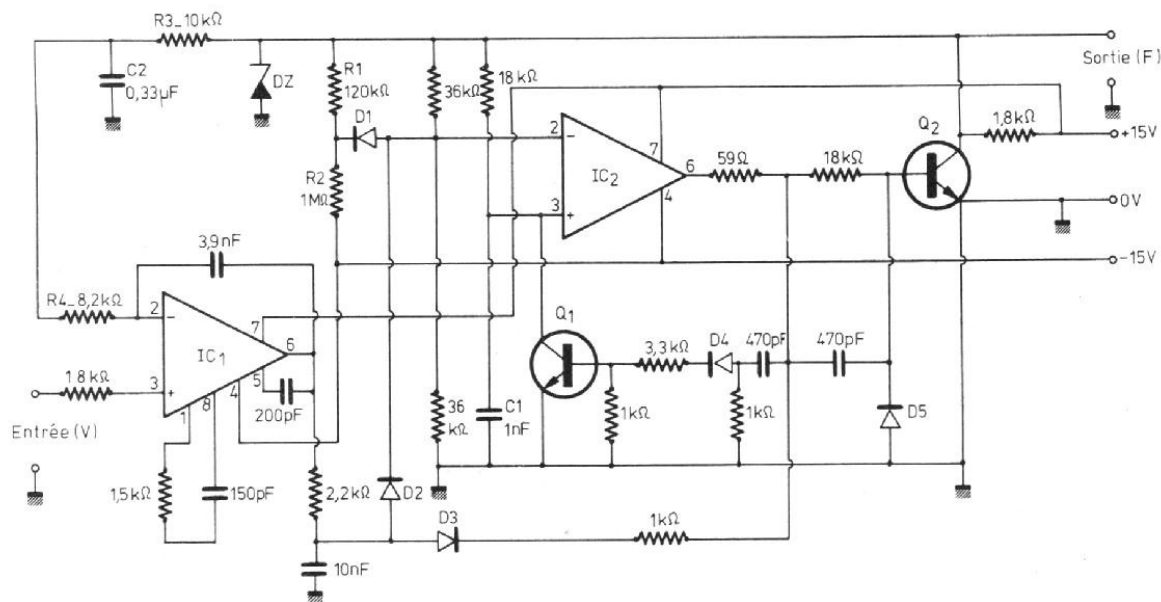 R3_10kΩ
C2
0,33μF
DZ
R1
120kΩ
36kΩ
18kΩ
Sortie (F)
D1
R2
1MΩ
2
−
7
IC2
6
3
+
4
59Ω
18kΩ
Q2
1,8kΩ
+15V
0V
−15V
3,9nF
R4_8,2kΩ
2
−
7
IC1
6
5
3
+
1
8
4
200pF
18kΩ
Entrée (V)
1,5kΩ
150pF
2,2kΩ
10nF
D2
D3
1kΩ
36
kΩ
C1
1nF
Q1
3,3kΩ
D4
470pF
470pF
1kΩ
1kΩ
D5